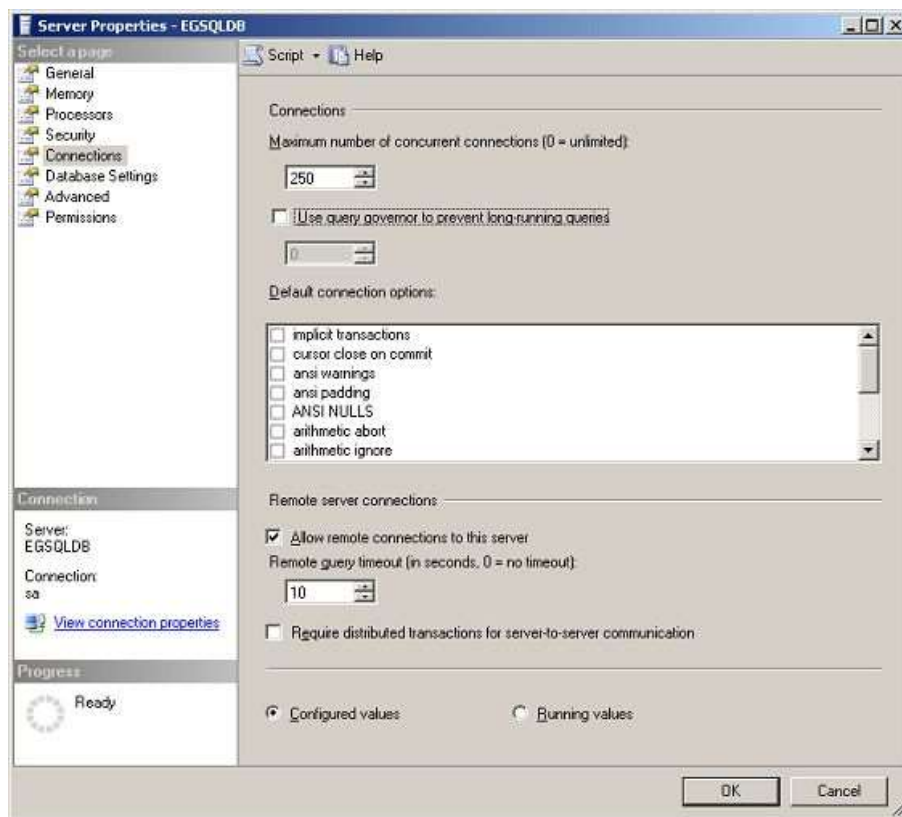 Server Properties - EGSQLDB
Select a page
General
Memory
Processors
Security
Connections
Database Settings
Advanced
Permissions
Script Help
Connections
Maximum number of concurrent connections (0 = unlimited):
250
Use query governor to prevent long-running queries
0
Default connection options:
implicit transactions
cursor close on commit
ansi warnings
ansi padding
ANSI NULLS
arithmetic abort
arithmetic ignore
Connection
Server:
EGSQLDB
Connection:
sa
View connection properties
Remote server connections
Allow remote connections to this server
Remote query timeout (in seconds, 0 = no timeout):
10
Require distributed transactions for server-to-server communication
Progress
Ready
Configured values Running values
OK Cancel